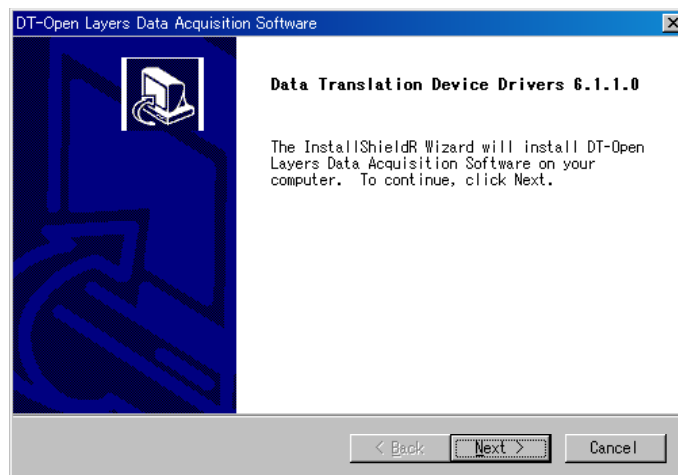 DT-Open Layers Data Acquisition Software
Data Translation Device Drivers 6.1.1.0
The InstallShieldR Wizard will install DT-Open
Layers Data Acquisition Software on your
computer. To continue, click Next.
< Back
Next >
Cancel